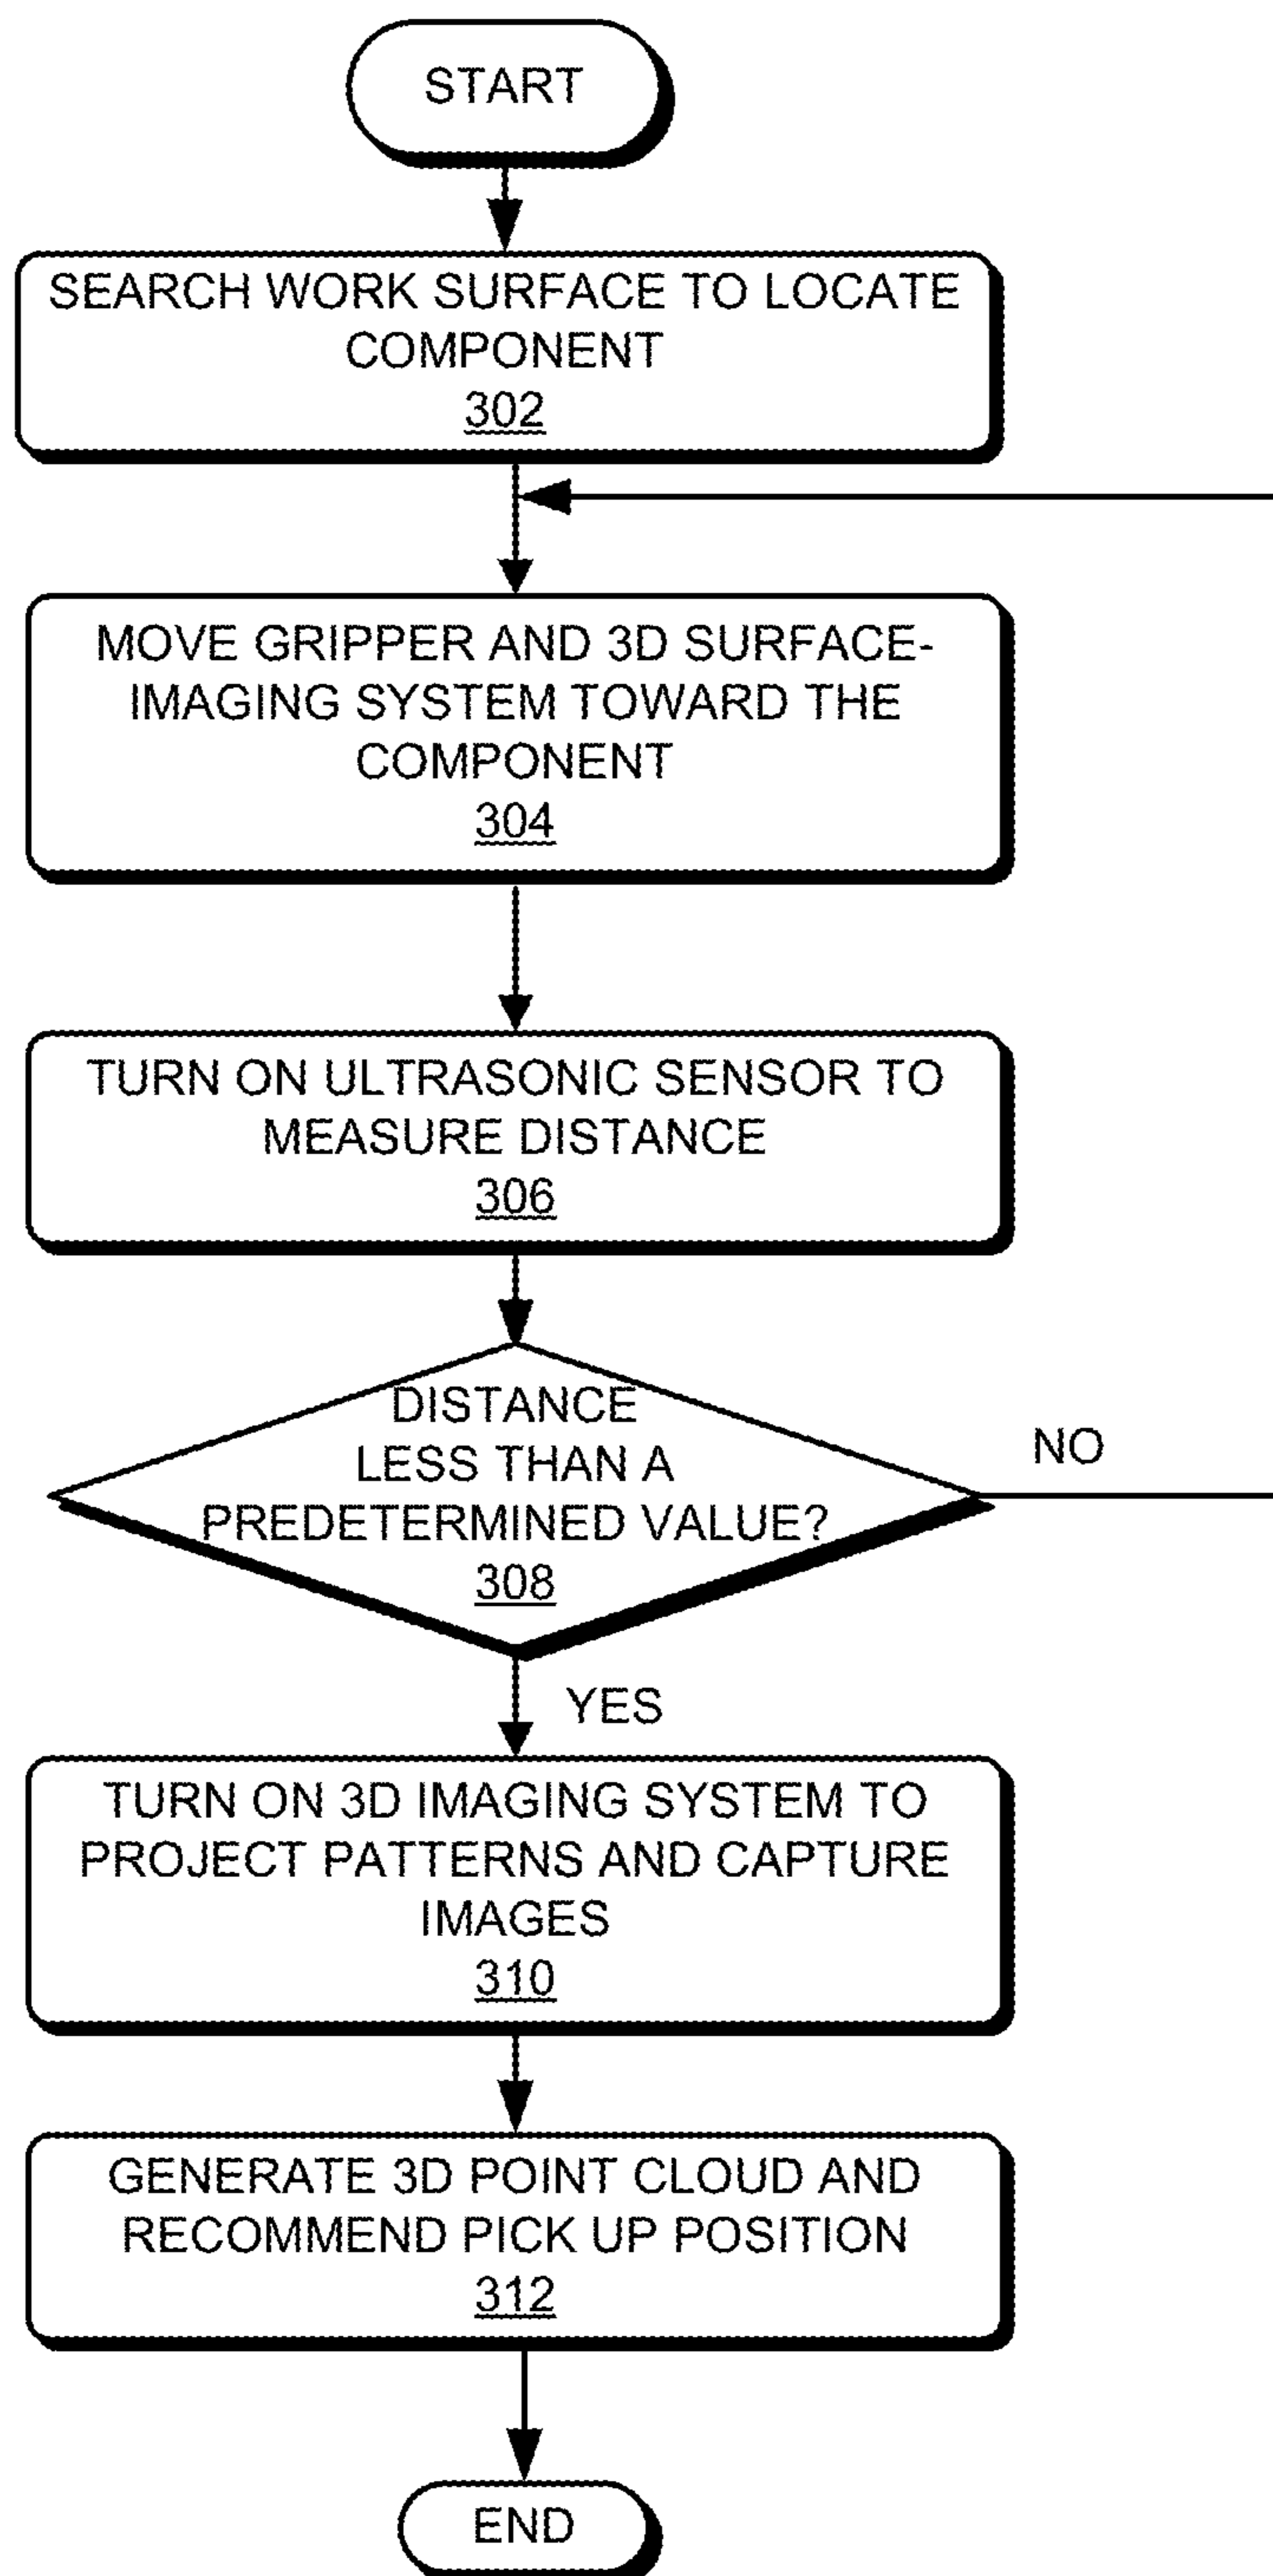 START
SEARCH WORK SURFACE TO LOCATE
COMPONENT
302
MOVE GRIPPER AND 3D SURFACE-
IMAGING SYSTEM TOWARD THE
COMPONENT
304
TURN ON ULTRASONIC SENSOR TO
MEASURE DISTANCE
306
DISTANCE
LESS THAN A
PREDETERMINED VALUE?
308
NO
YES
TURN ON 3D IMAGING SYSTEM TO
PROJECT PATTERNS AND CAPTURE
IMAGES
310
GENERATE 3D POINT CLOUD AND
RECOMMEND PICK UP POSITION
312
END